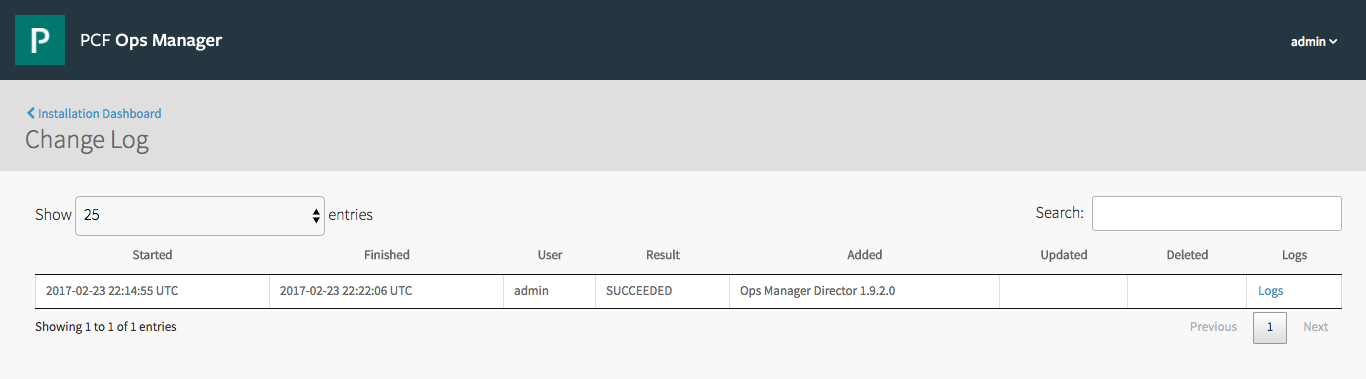 P PCF Ops Manager admin
Installation Dashboard
Change Log
Show 25 entries Search:
Started Finished User Result Added Updated Deleted Logs
2017-02-23 22:14:55 UTC 2017-02-23 22:22:06 UTC admin SUCCEEDED Ops Manager Director 1.9.2.0 Logs
Showing 1 to 1 of 1 entries Previous 1 Next